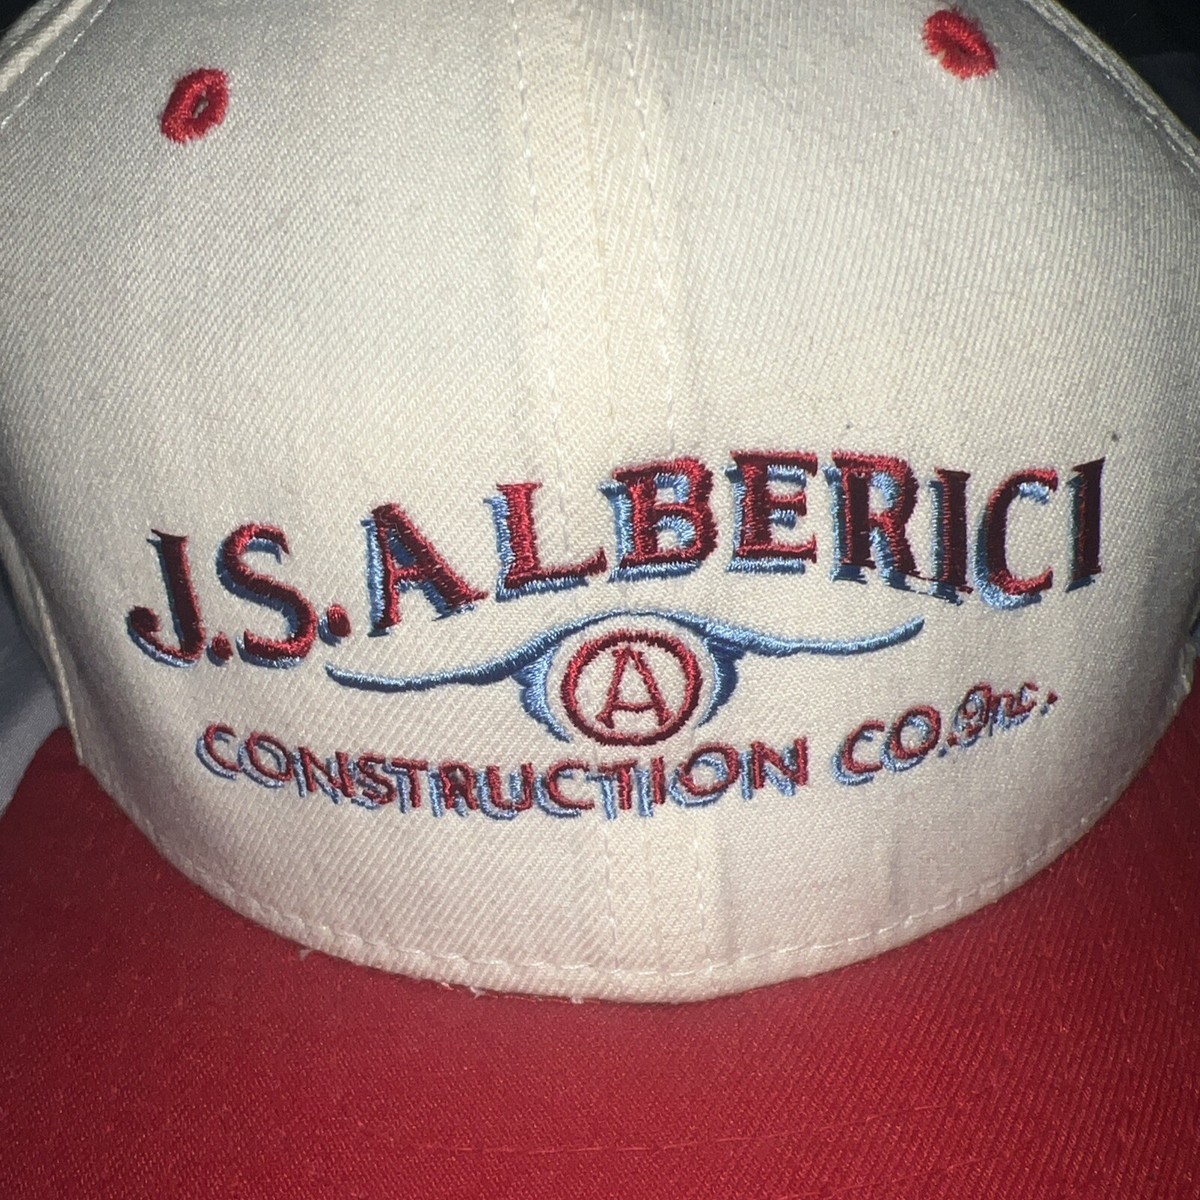 J.S. ALBERICI
A
CONSTRUCTION CO. Inc.